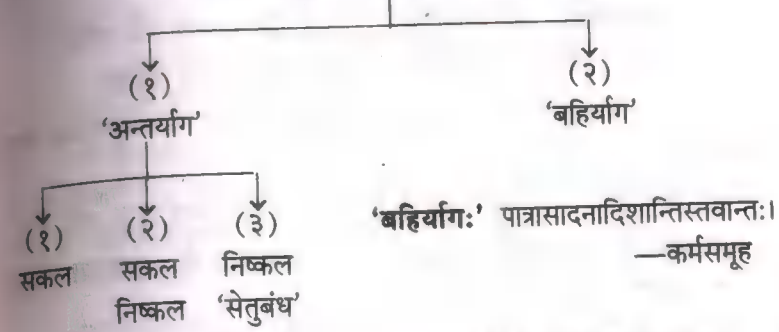 (१) (२)
‘अन्तर्याग’ ‘बहिर्याग’
(१) (२) (३)
सकल सकल निष्कल
निष्कल ‘सेतुबंध’
‘बहिर्यागः’ पात्रासादनादिशान्तिस्तवान्तः।
—कर्मसमूह